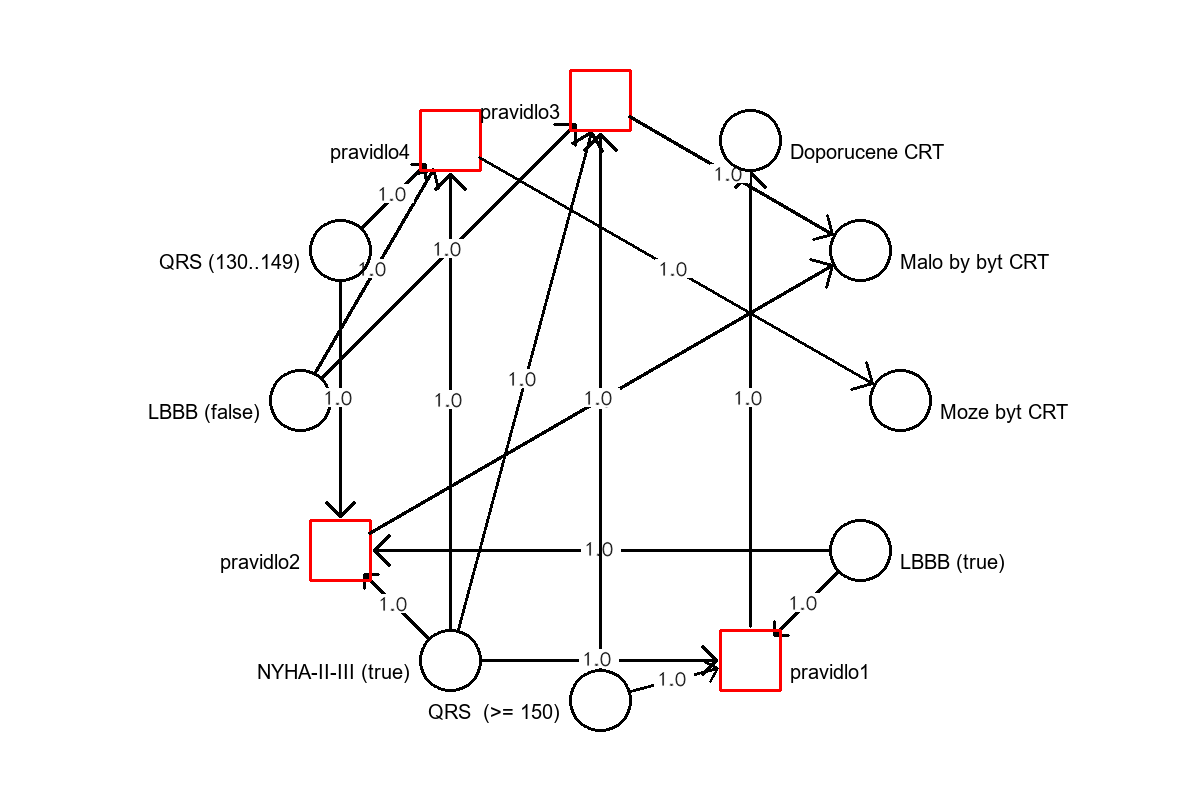 pravidlo3
pravidlo4
Doporucene CRT
1.0
1.0
QRS (130..149)
1.0
1.0
1.0
Malo by byt CRT
1.0
1.0
1.0
1.0
1.0
1.0
LBBB (false)
Moze byt CRT
1.0
pravidlo2
LBBB (true)
1.0
1.0
1.0
NYHA-II-III (true)
pravidlo1
1.0
QRS  (>= 150)